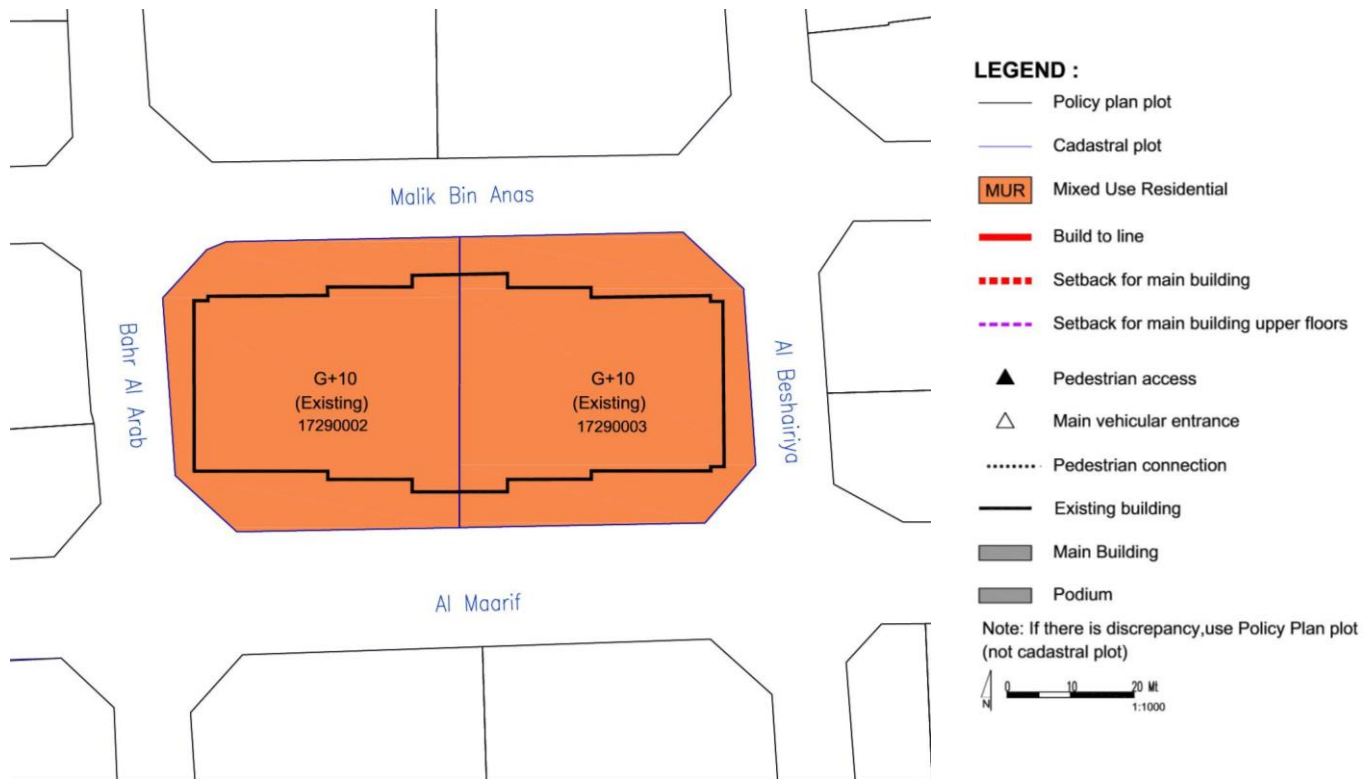 Malik Bin Anas
Bahr Al Arab
G+10
(Existing)
17290002
G+10
(Existing)
17290003
Al Beshairiya
Al Maarif
LEGEND :
Policy plan plot
Cadastral plot
MUR Mixed Use Residential
Build to line
Setback for main building
Setback for main building upper floors
Pedestrian access
Main vehicular entrance
Pedestrian connection
Existing building
Main Building
Podium
Note: If there is discrepancy,use Policy Plan plot
(not cadastral plot)
N
0 10 20 Mt
1:1000